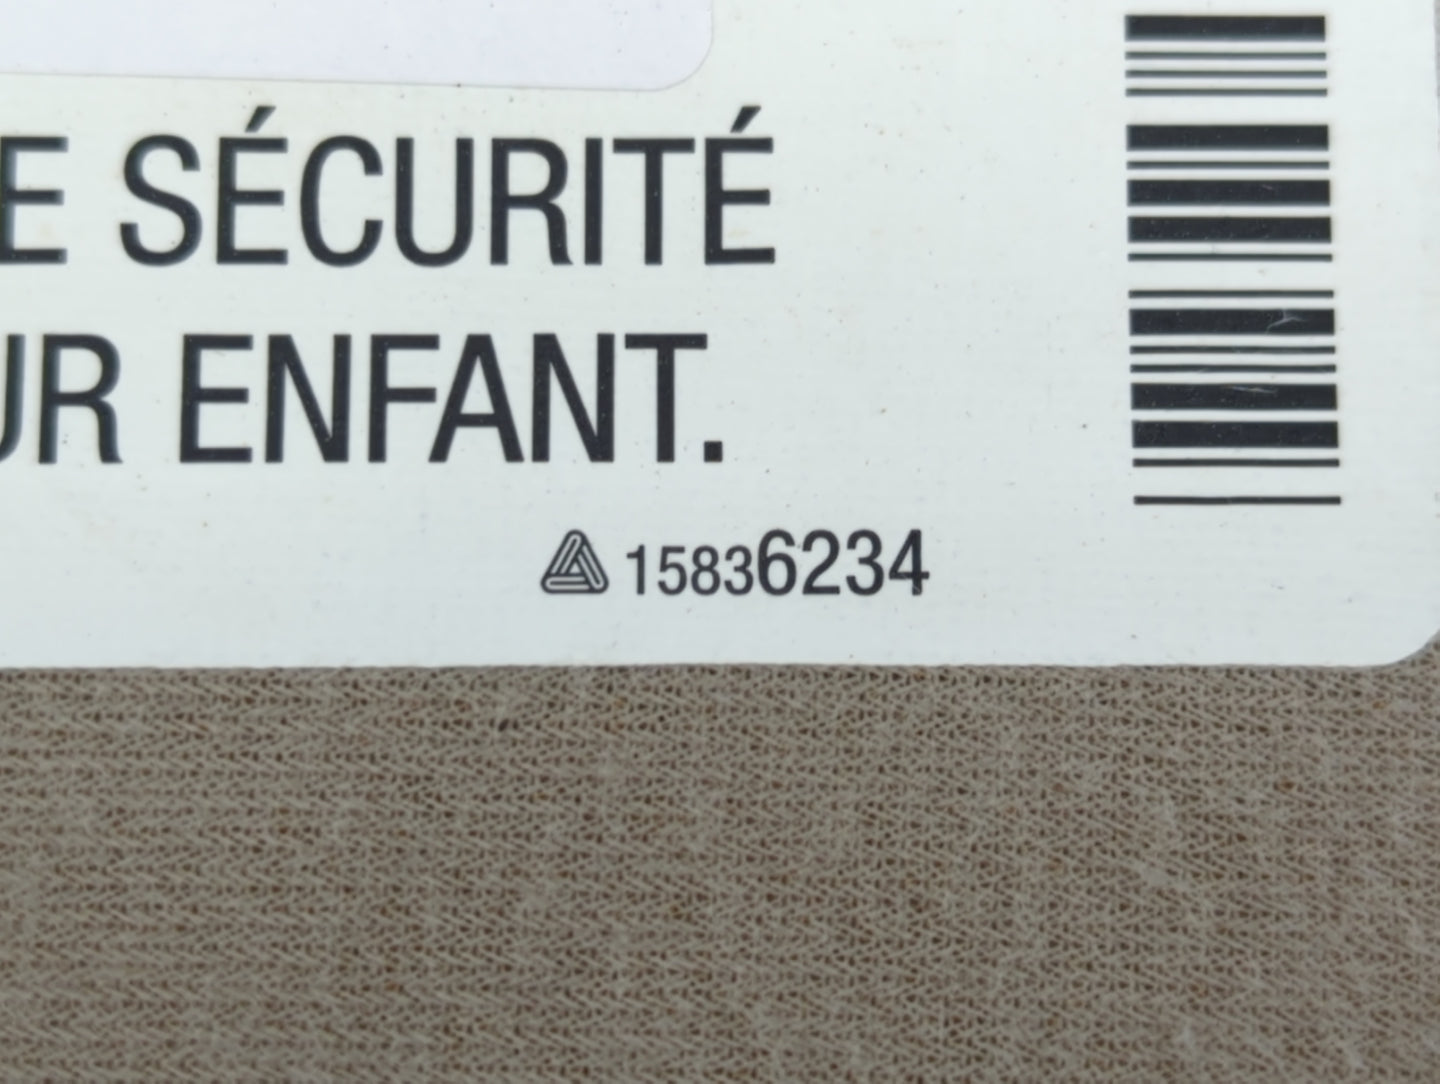 E SÉCURITÉ
UR ENFANT.
15836234